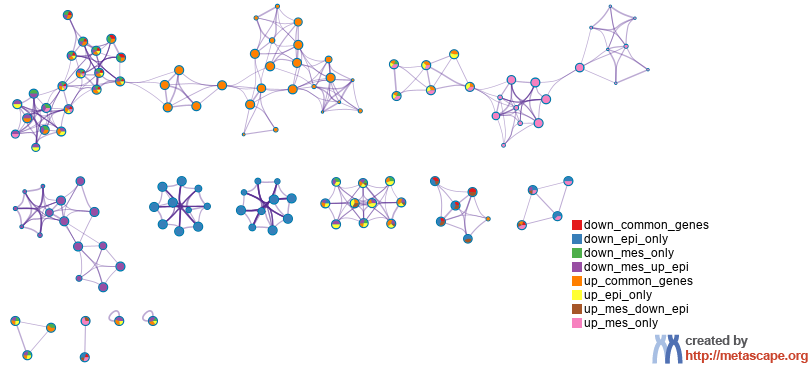 down_common_genes
down_epi_only
down_mes_only
down_mes_up_epi
up_common_genes
up_epi_only
up_mes_down_epi
up_mes_only
created by
http://metascape.org